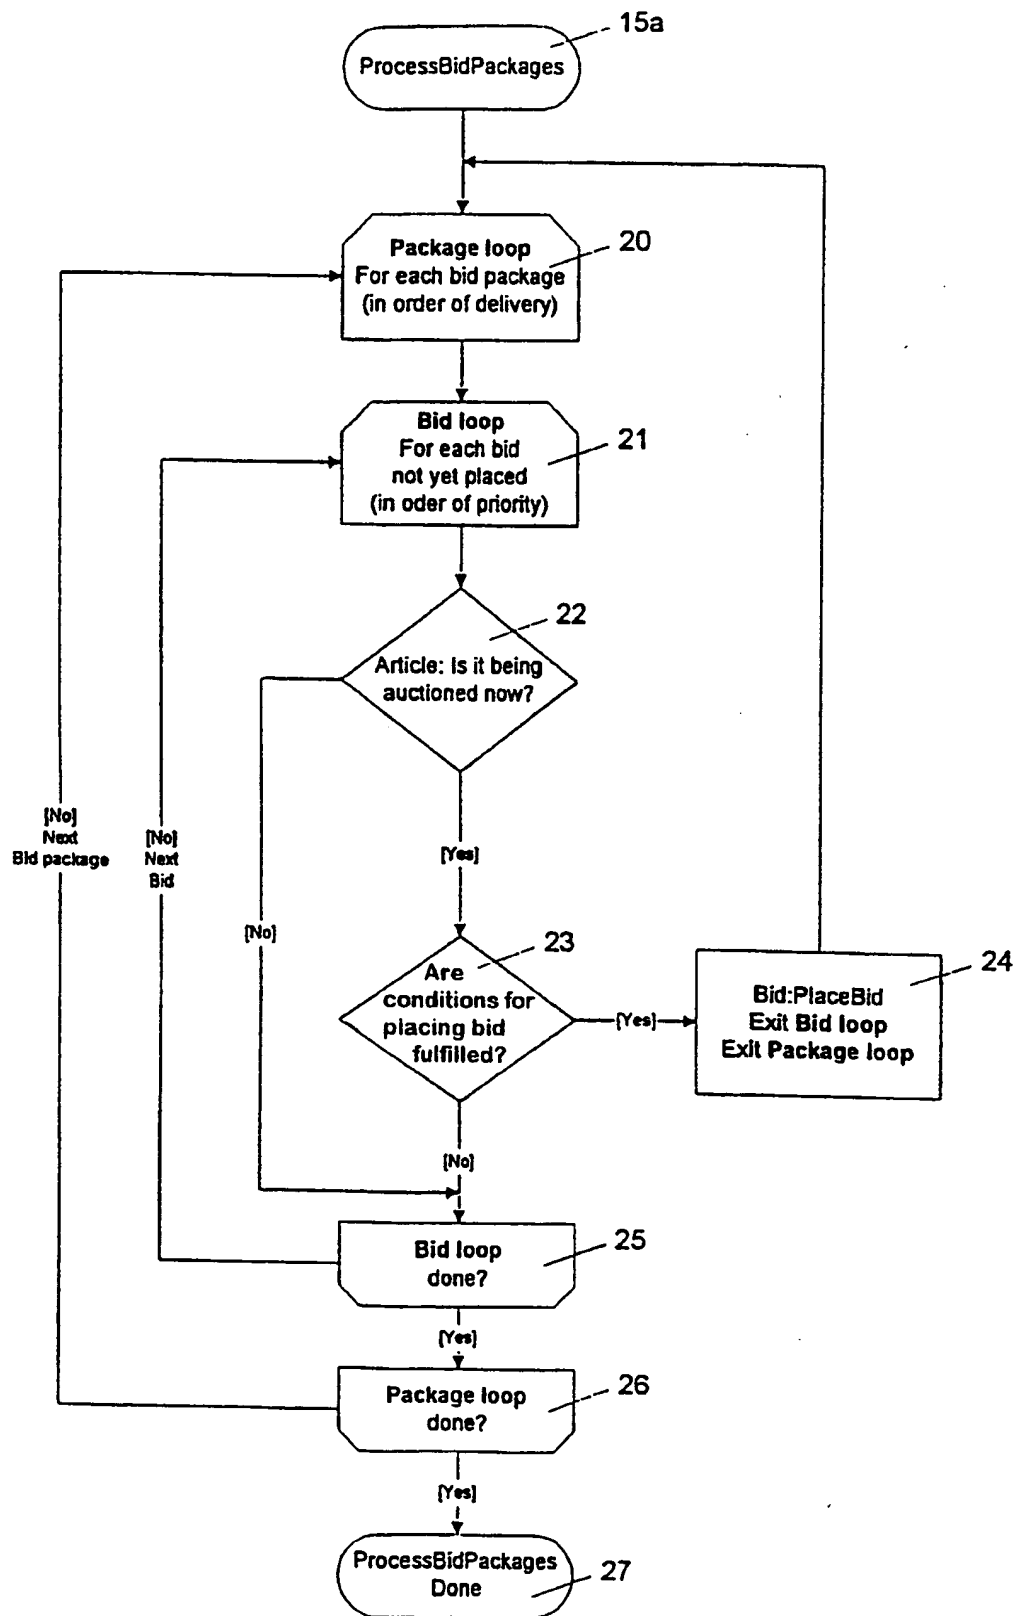 15a
ProcessBidPackages
20
Package loop
For each bid package
(in order of delivery)
21
Bid loop
For each bid
not yet placed
(in oder of priority)
22
Article: Is it being
auctioned now?
[No]
Next
Bid package
[No]
Next
Bid
[Yes]
[No]
23
Are
conditions for
placing bid
fulfilled?
[Yes]
24
Bid:PlaceBid
Exit Bid loop
Exit Package loop
[No]
25
Bid loop
done?
[Yes]
26
Package loop
done?
[Yes]
ProcessBidPackages
Done
27